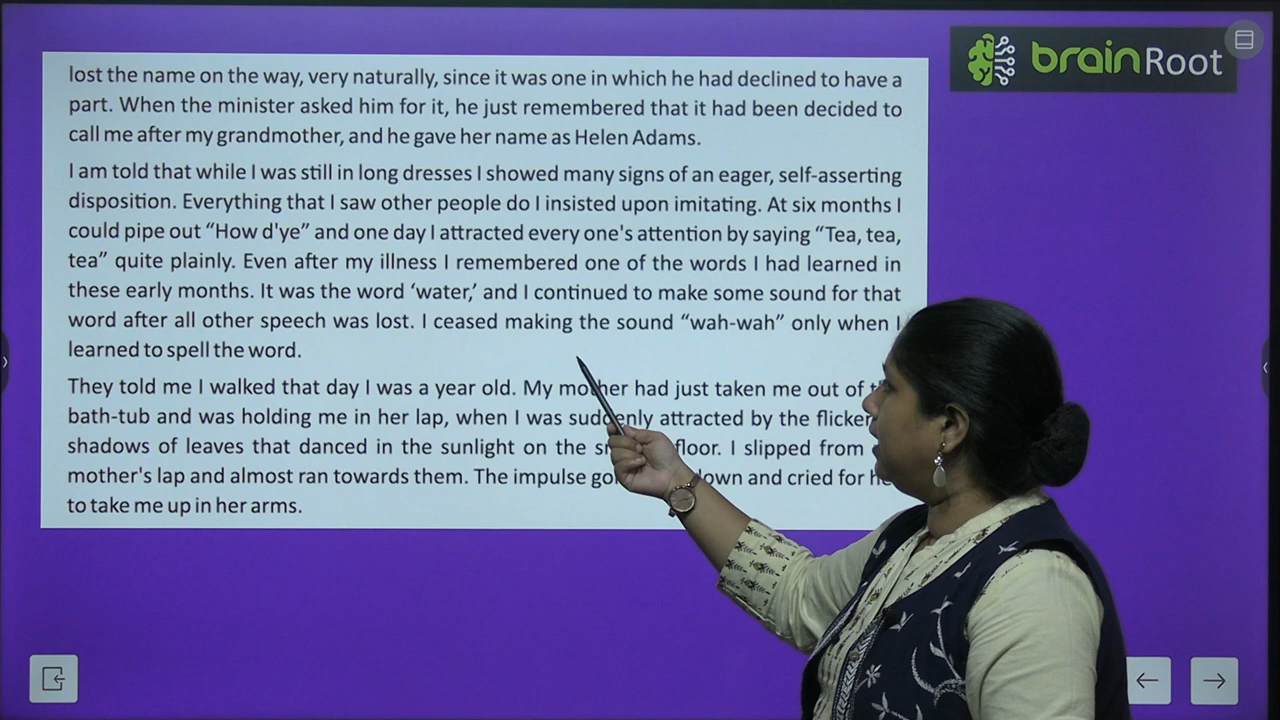 brainRoot
lost the name on the way, very naturally, since it was one in which he had declined to have a
part. When the minister asked him for it, he just remembered that it had been decided to
call me after my grandmother, and he gave her name as Helen Adams.
I am told that while I was still in long dresses I showed many signs of an eager, self-asserting
disposition. Everything that I saw other people do I insisted upon imitating. At six months I
could pipe out “How d'ye” and one day I attracted every one's attention by saying “Tea, tea,
tea” quite plainly. Even after my illness I remembered one of the words I had learned in
these early months. It was the word ‘water,’ and I continued to make some sound for that
word after all other speech was lost. I ceased making the sound “wah-wah” only when I
learned to spell the word.
They told me I walked that day I was a year old. My mother had just taken me out of
bath-tub and was holding me in her lap, when I was suddenly attracted by the flicker
shadows of leaves that danced in the sunlight on the floor. I slipped from
mother's lap and almost ran towards them. The impulse own and cried for
to take me up in her arms.